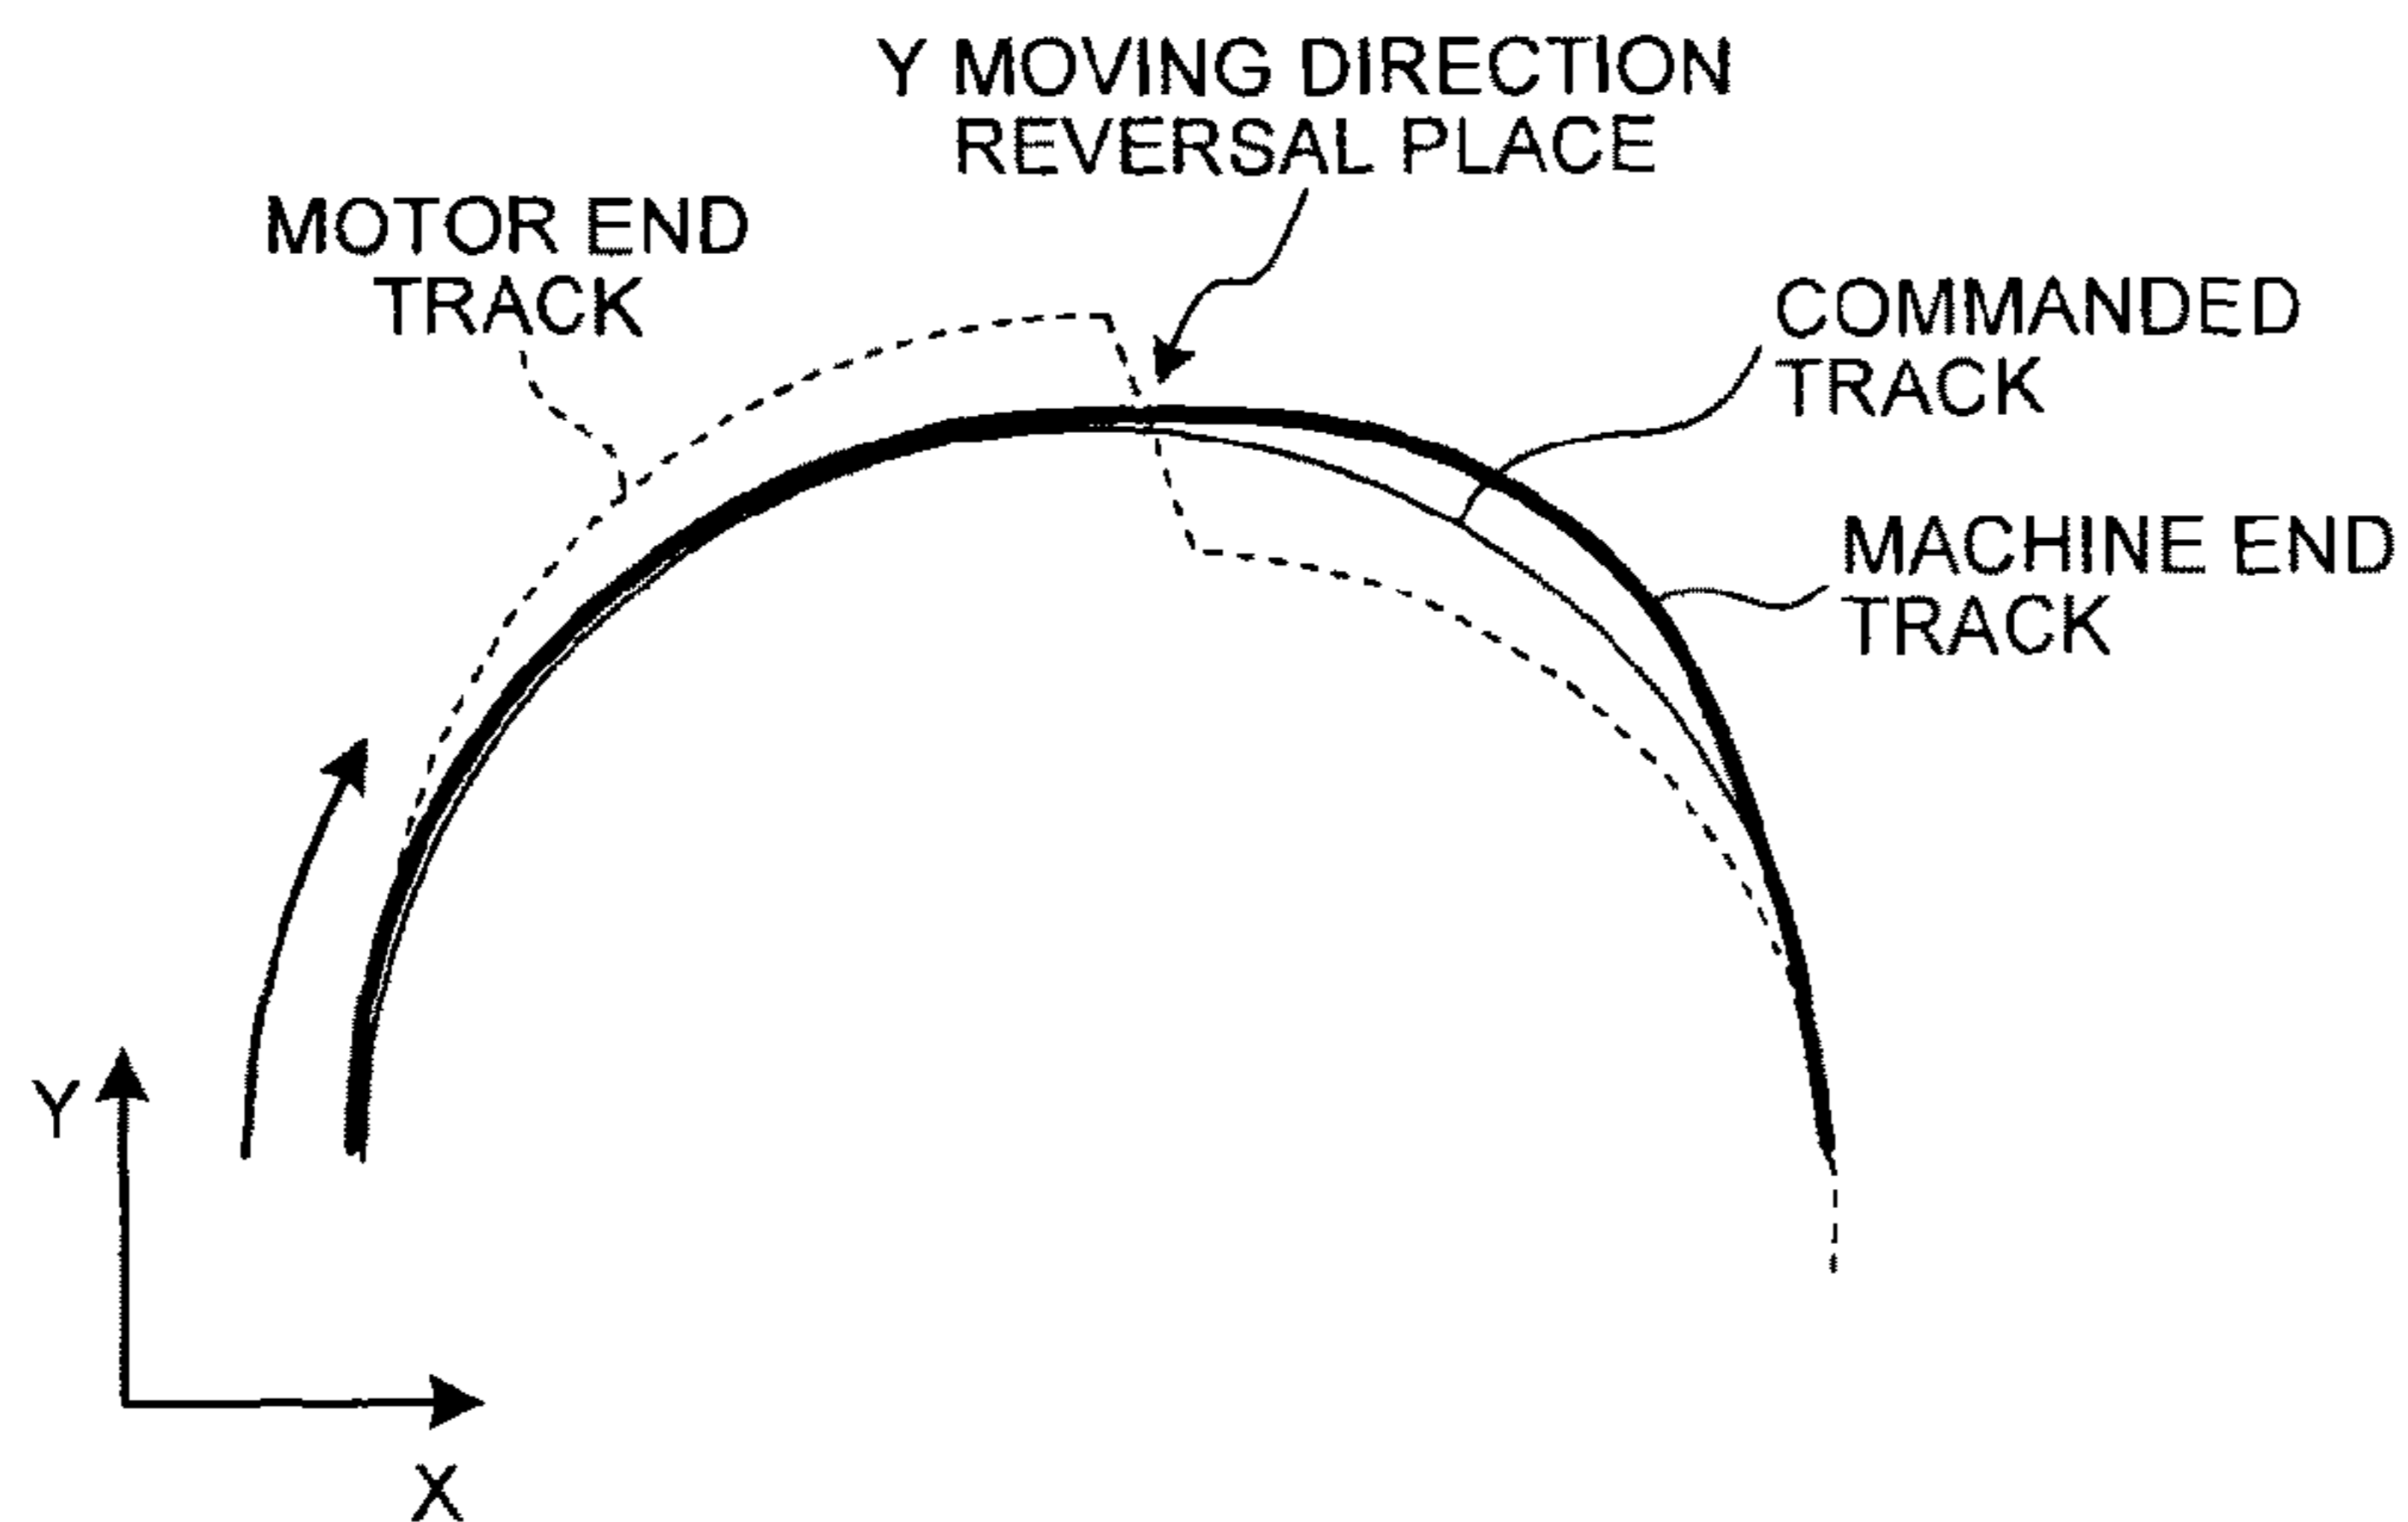 Y MOVING DIRECTION
REVERSAL PLACE
MOTOR END
TRACK
COMMANDED
TRACK
MACHINE END
TRACK
Y
X